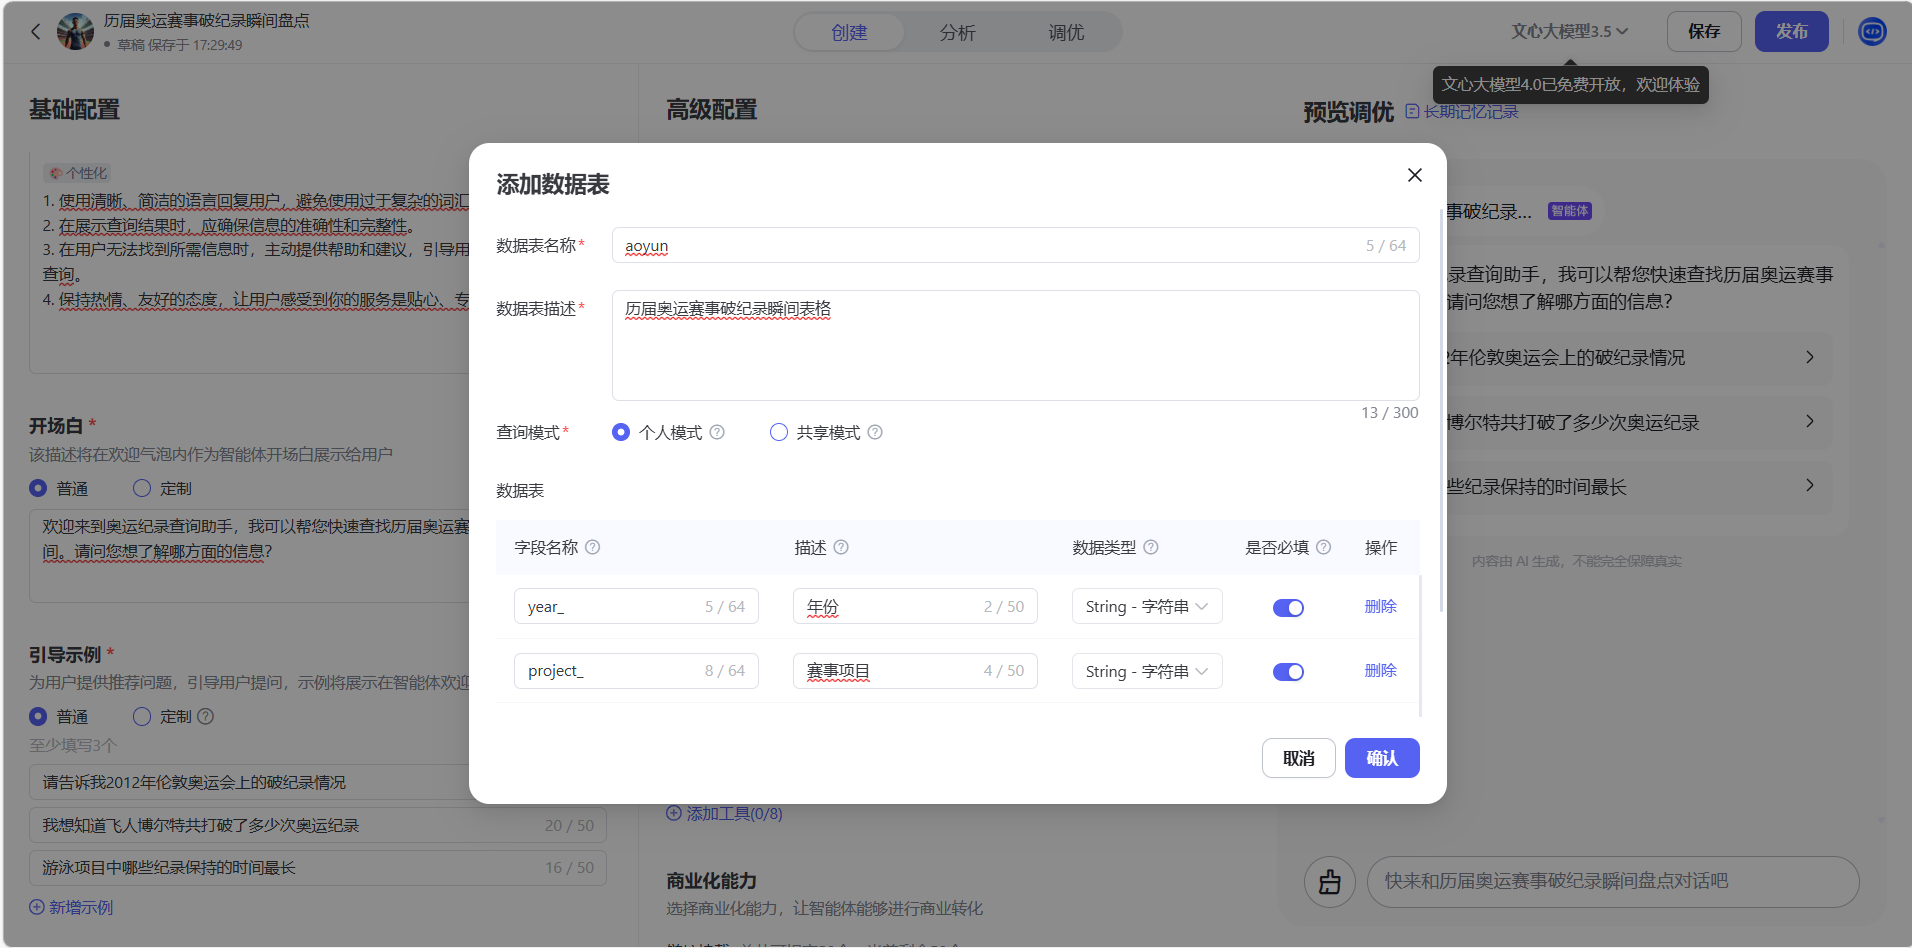 历届奥运赛事破纪录瞬间盘点
草稿 保存于 17:29:49
创建
分析
调优
文心大模型3.5
保存
发布
文心大模型4.0已免费开放，欢迎体验
基础配置
高级配置
预览调优
长期记忆记录
个性化
1. 使用清晰、简洁的语言回复用户，避免使用过于复杂的词汇
2. 在展示查询结果时，应确保信息的准确性和完整性。
3. 在用户无法找到所需信息时，主动提供帮助和建议，引导用
查询。
4. 保持热情、友好的态度，让用户感受到你的服务是贴心、专
开场白 *
该描述将在欢迎气泡内作为智能体开场白展示给用户
普通
定制
欢迎来到奥运纪录查询助手，我可以帮您快速查找历届奥运赛
间。请问您想了解哪方面的信息?
引导示例 *
为用户提供推荐问题，引导用户提问，示例将展示在智能体欢迎
普通
定制
至少填写3个
请告诉我2012年伦敦奥运会上的破纪录情况
我想知道飞人博尔特共打破了多少次奥运纪录
20 / 50
游泳项目中哪些纪录保持的时间最长
16 / 50
新增示例
添加数据表
数据表名称*
aoyun
5 / 64
数据表描述*
历届奥运赛事破纪录瞬间表格
13 / 300
查询模式*
个人模式
共享模式
数据表
字段名称
描述
数据类型
是否必填
操作
year_
5 / 64
年份
2 / 50
String - 字符串
删除
project_
8 / 64
赛事项目
4 / 50
String - 字符串
删除
取消
确认
添加工具(0/8)
商业化能力
选择商业化能力，让智能体能够进行商业转化
事破纪录...
智能体
录查询助手，我可以帮您快速查找历届奥运赛事
请问您想了解哪方面的信息?
年伦敦奥运会上的破纪录情况
博尔特共打破了多少次奥运纪录
些纪录保持的时间最长
内容由 AI 生成，不能完全保障真实
快来和历届奥运赛事破纪录瞬间盘点对话吧